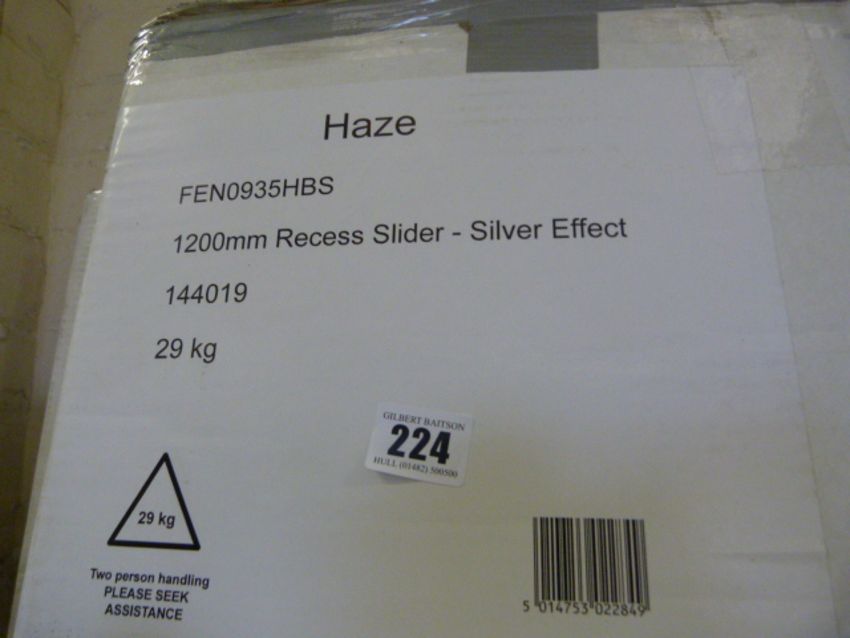 Haze
FEN0935HBS
1200mm Recess Slider - Silver Effect
144019
29 kg
GILBERT BAITSON
224
HULL (01482) 500500
29 kg
Two person handling
PLEASE SEEK
ASSISTANCE
5 014753 022849